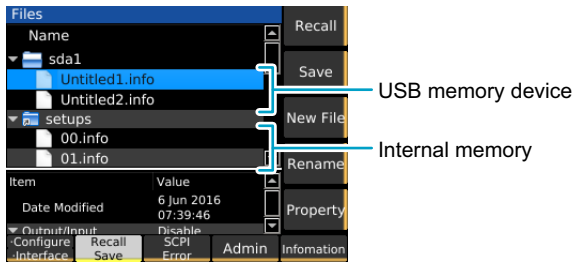 Files
Recall
Name
sda1
Untitled1.info
Save
Untitled2.info
USB memory device
setups
New File
00.info
Internal memory
01.info
Rename
Item Value
Date Modified 6 Jun 2016
07:39:46
Property
Output/Input Disable
·Configure Recall SCPI Admin Infomation
·Interface Save Error